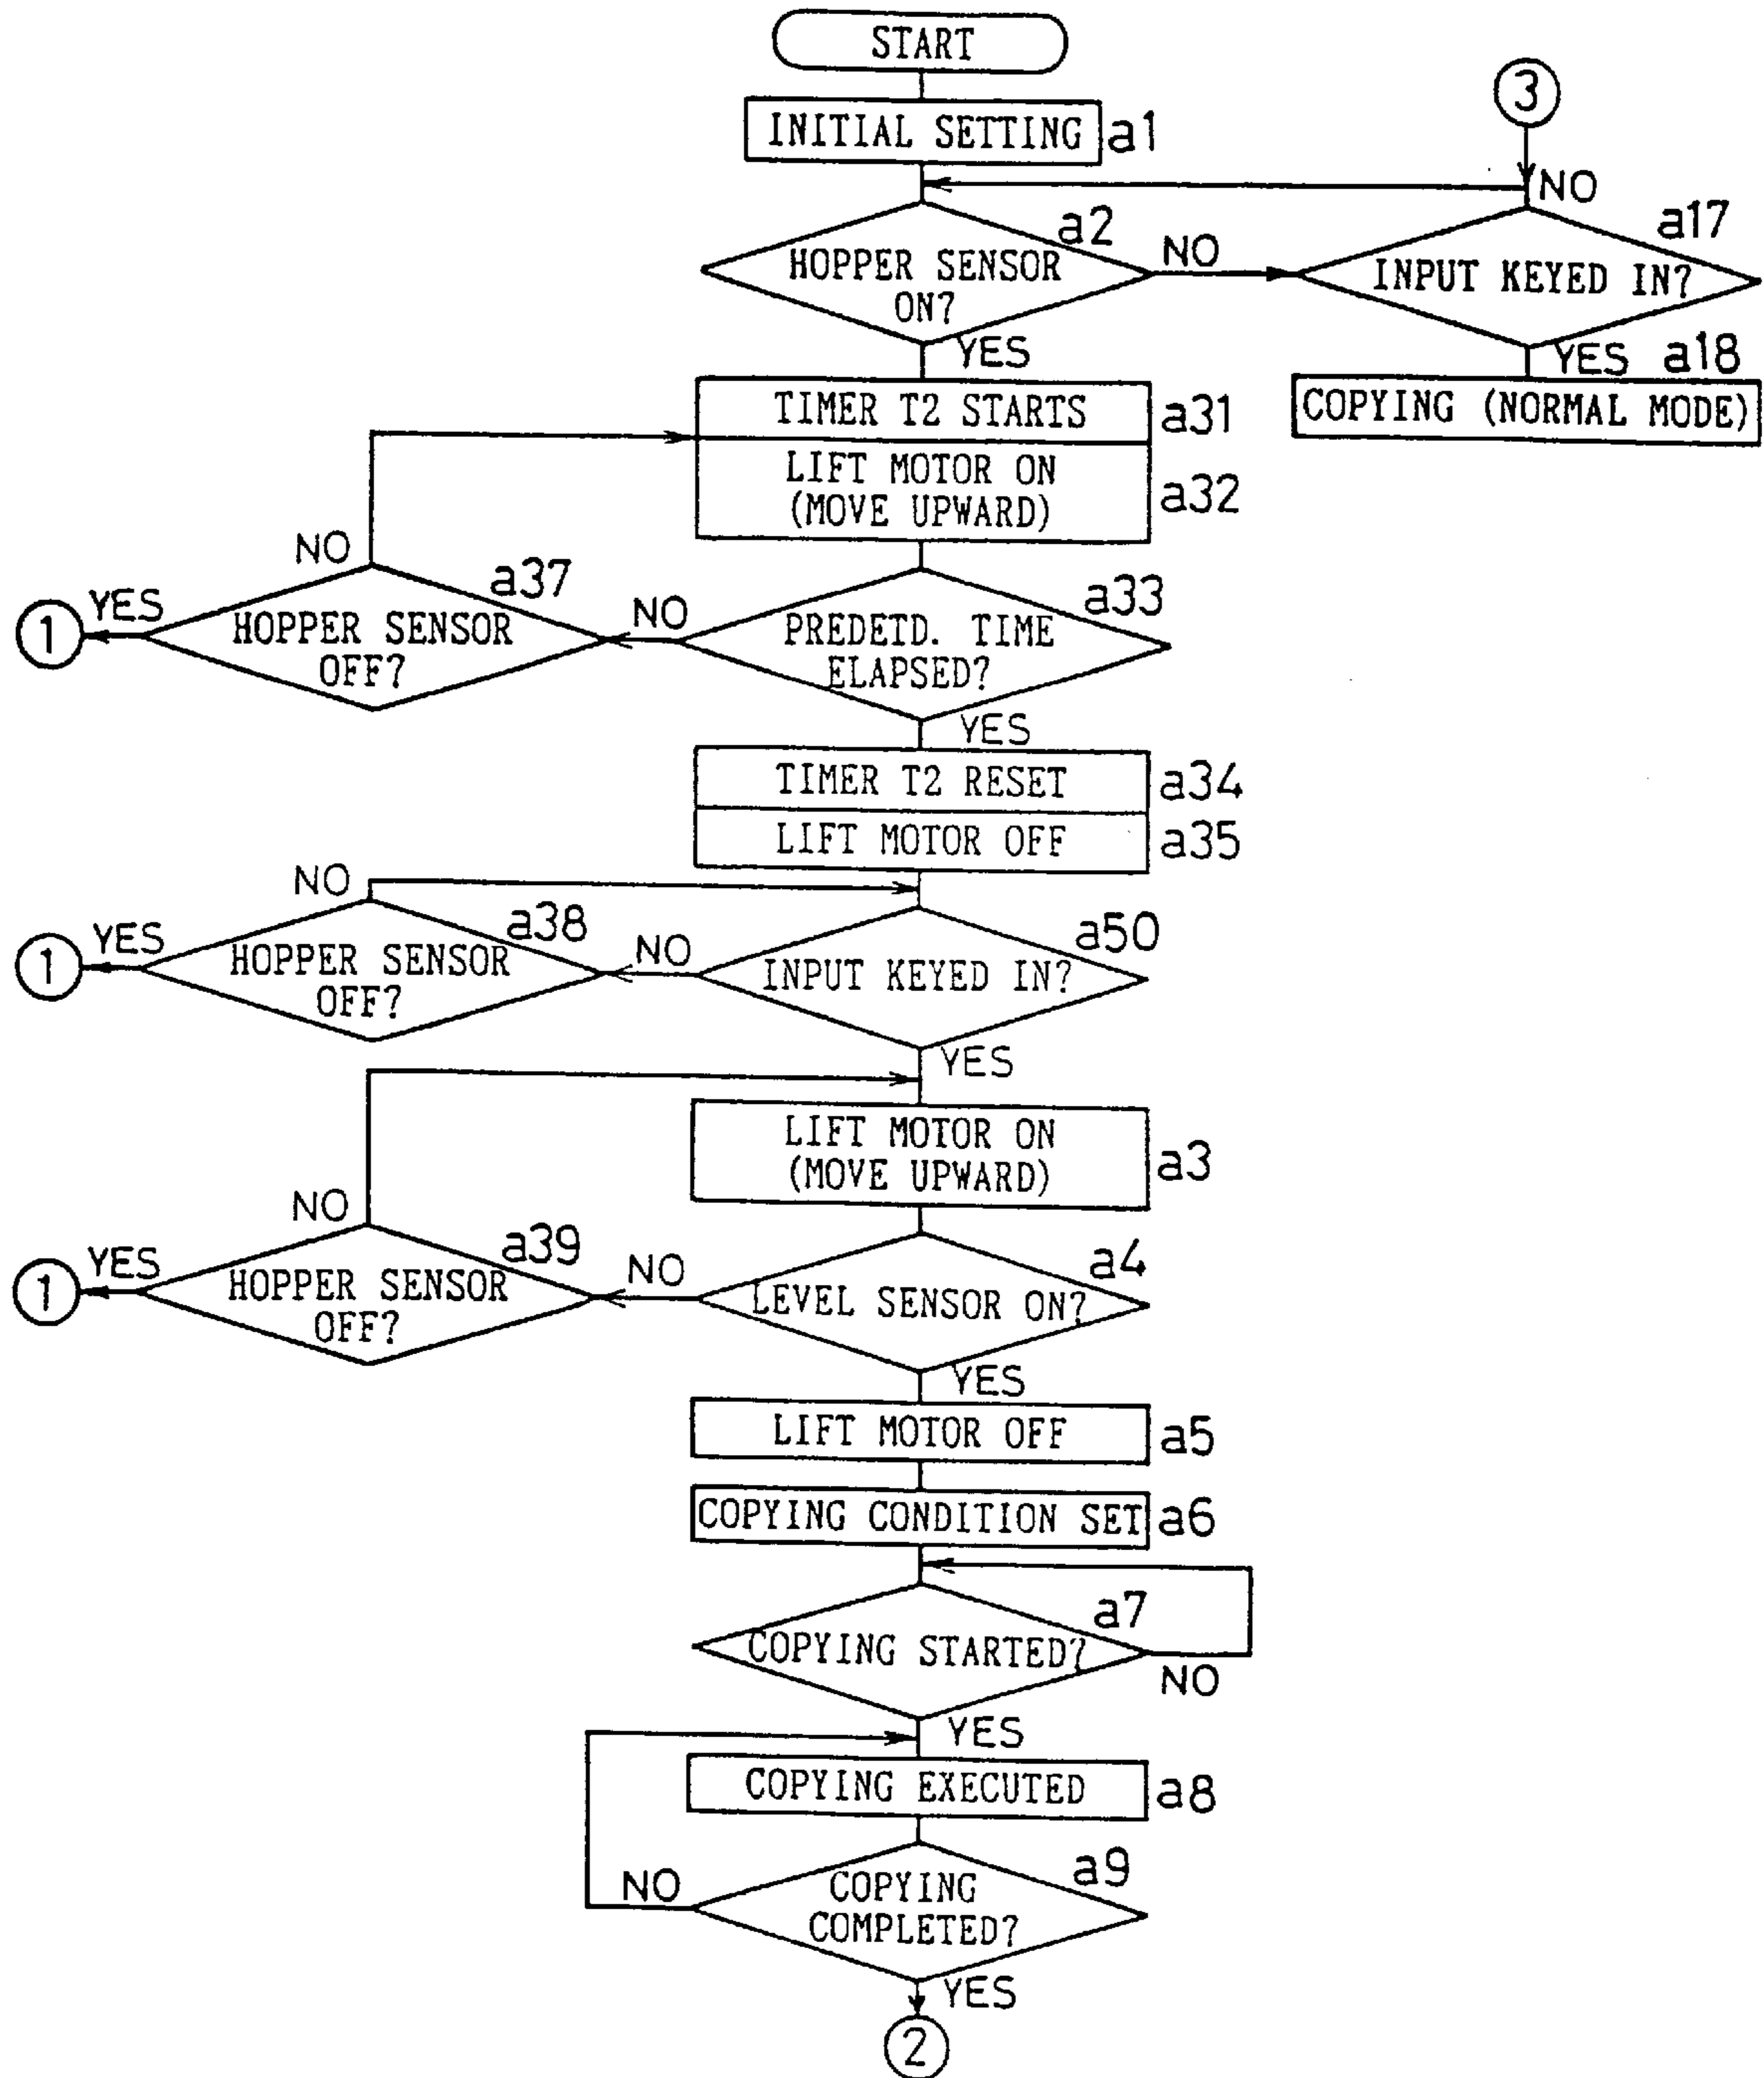 START
3
INITIAL SETTING a1
NO
a2
HOPPER SENSOR
ON?
NO
a17
INPUT KEYED IN?
YES
YES a18
TIMER T2 STARTS a31
COPYING (NORMAL MODE)
LIFT MOTOR ON
(MOVE UPWARD) a32
NO
a37
1 YES
HOPPER SENSOR
OFF?
NO
a33
PREDETD. TIME
ELAPSED?
YES
TIMER T2 RESET a34
LIFT MOTOR OFF a35
NO
a38
1 YES
HOPPER SENSOR
OFF?
NO
a50
INPUT KEYED IN?
YES
LIFT MOTOR ON
(MOVE UPWARD) a3
NO
a39
1 YES
HOPPER SENSOR
OFF?
NO
a4
LEVEL SENSOR ON?
YES
LIFT MOTOR OFF a5
COPYING CONDITION SET a6
a7
COPYING STARTED?
NO
YES
COPYING EXECUTED a8
a9
NO
COPYING
COMPLETED?
YES
2